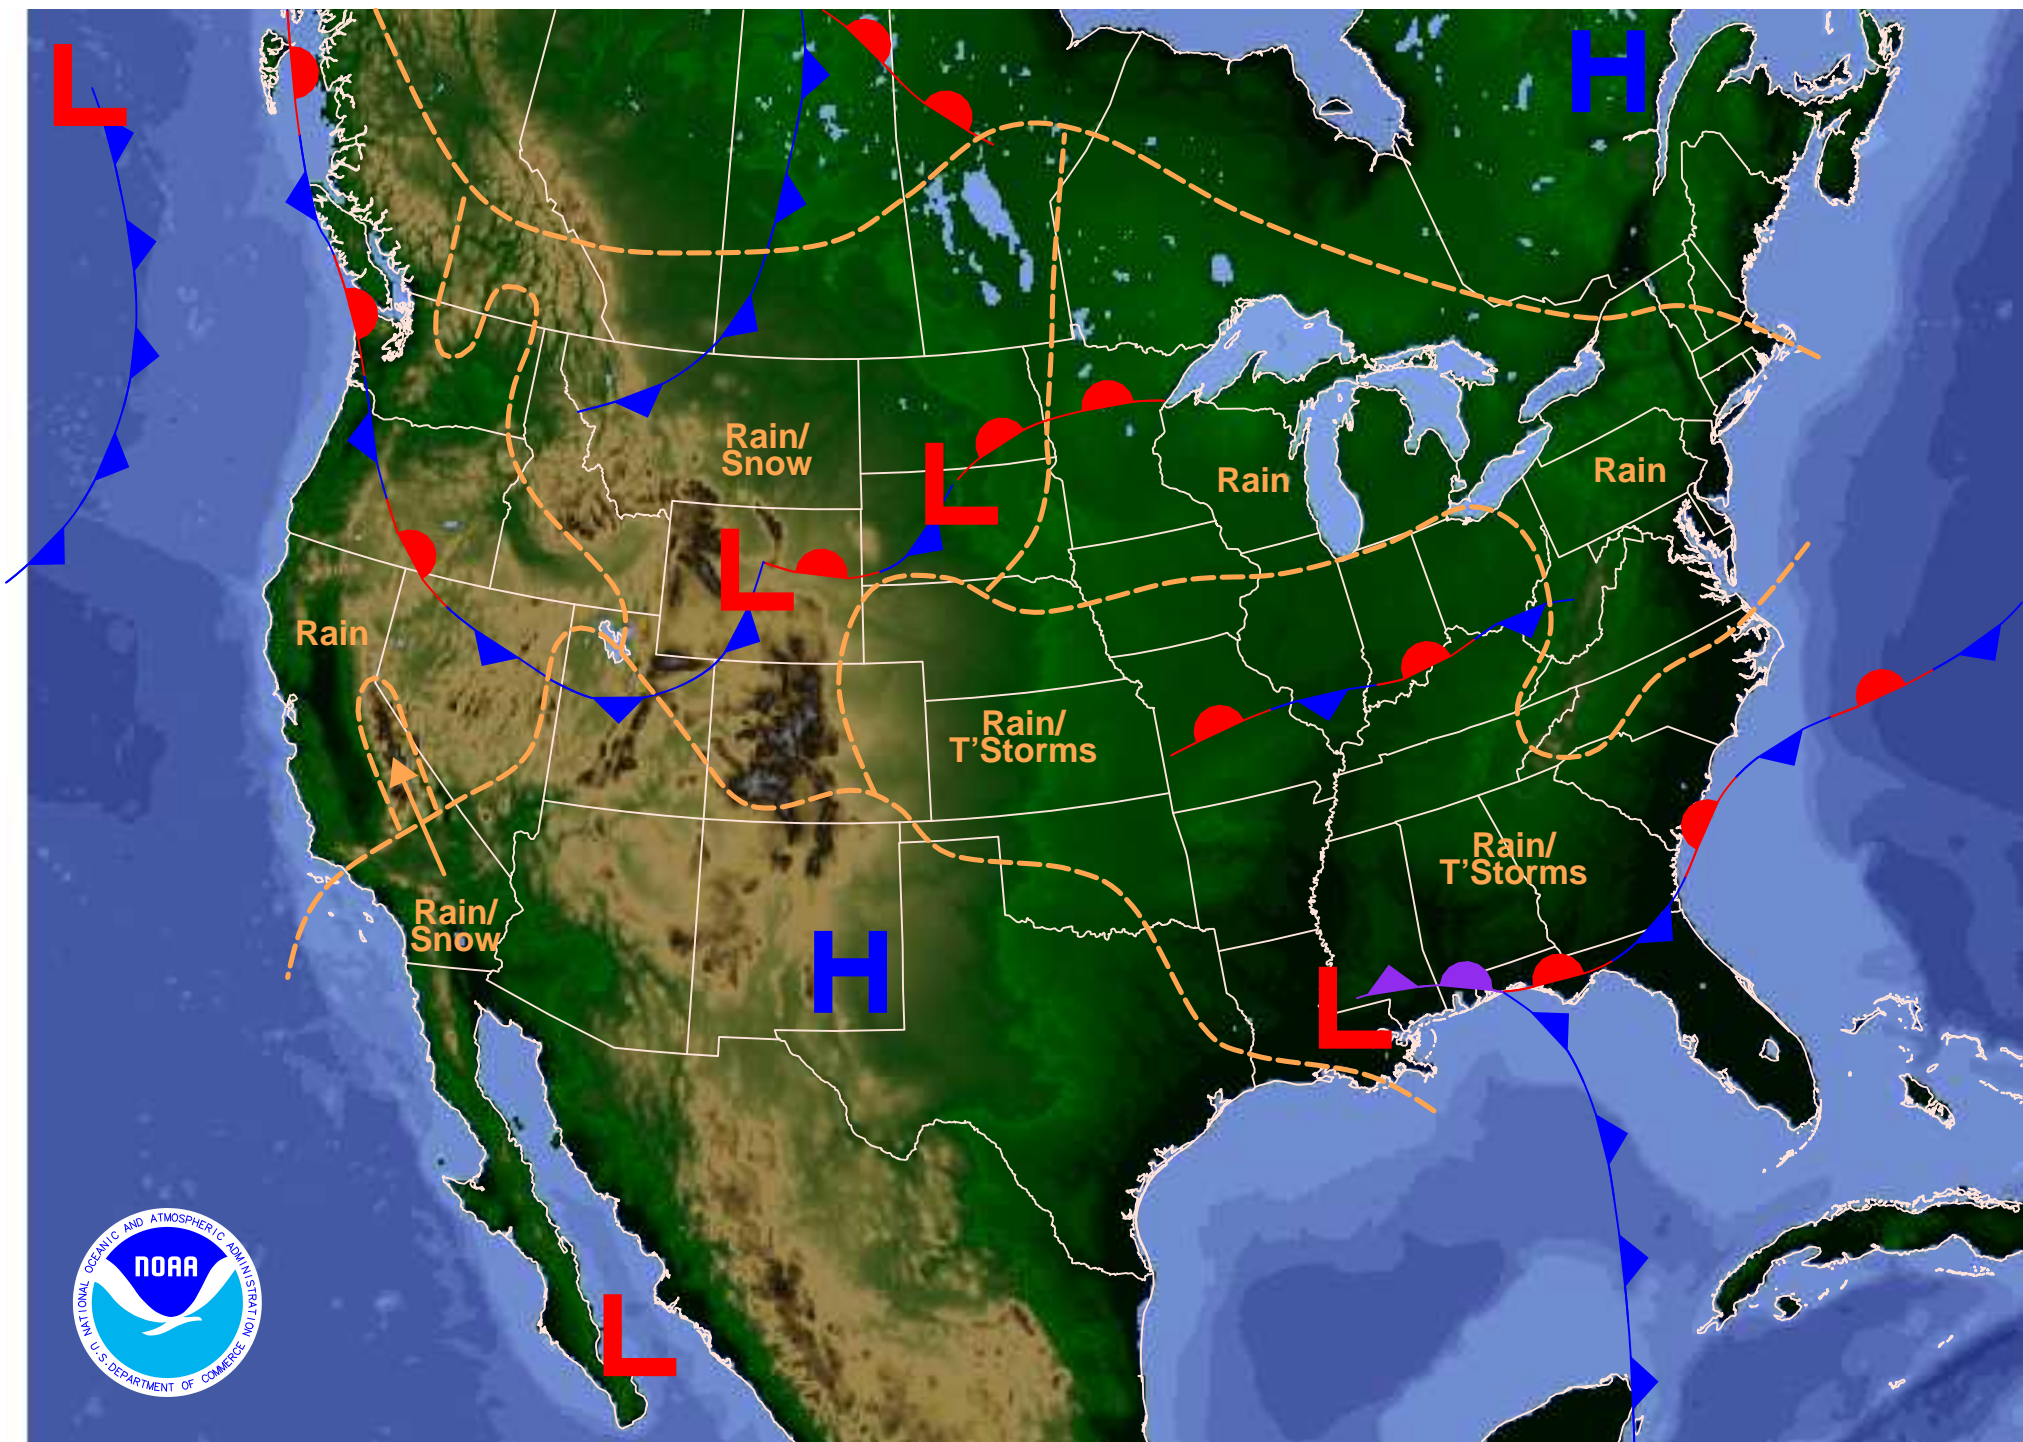 L
H
Rain/
Snow
L
Rain
Rain
L
Rain
Rain/
T'Storms
Rain/
T'Storms
Rain/
Snow
H
L
L
NATIONAL OCEANIC AND ATMOSPHERIC ADMINISTRATION
NOAA
U.S. DEPARTMENT OF COMMERCE